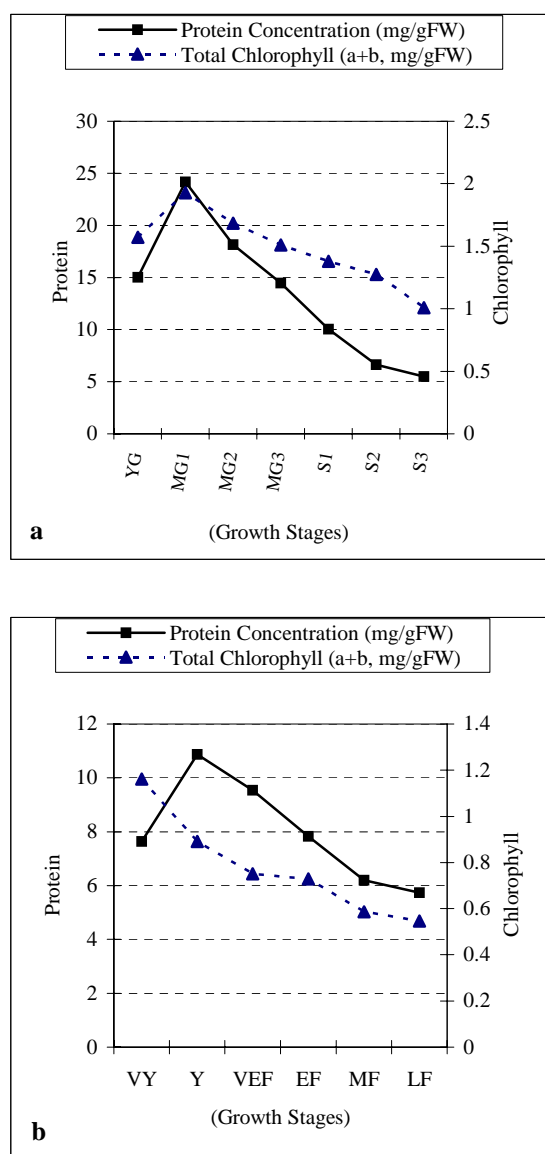 Protein Concentration (mg/gFW)
Total Chlorophyll (a+b, mg/gFW)
30
25
20
15
10
5
0
Protein
2.5
2
1.5
1
0.5
0
Chlorophyll
YG MG1 MG2 MG3 S1 S2 S3
(Growth Stages)
a
Protein Concentration (mg/gFW)
Total Chlorophyll (a+b, mg/gFW)
12
10
8
6
4
2
0
Protein
1.4
1.2
1
0.8
0.6
0.4
0.2
0
Chlorophyll
VY Y VEF EF MF LF
(Growth Stages)
b